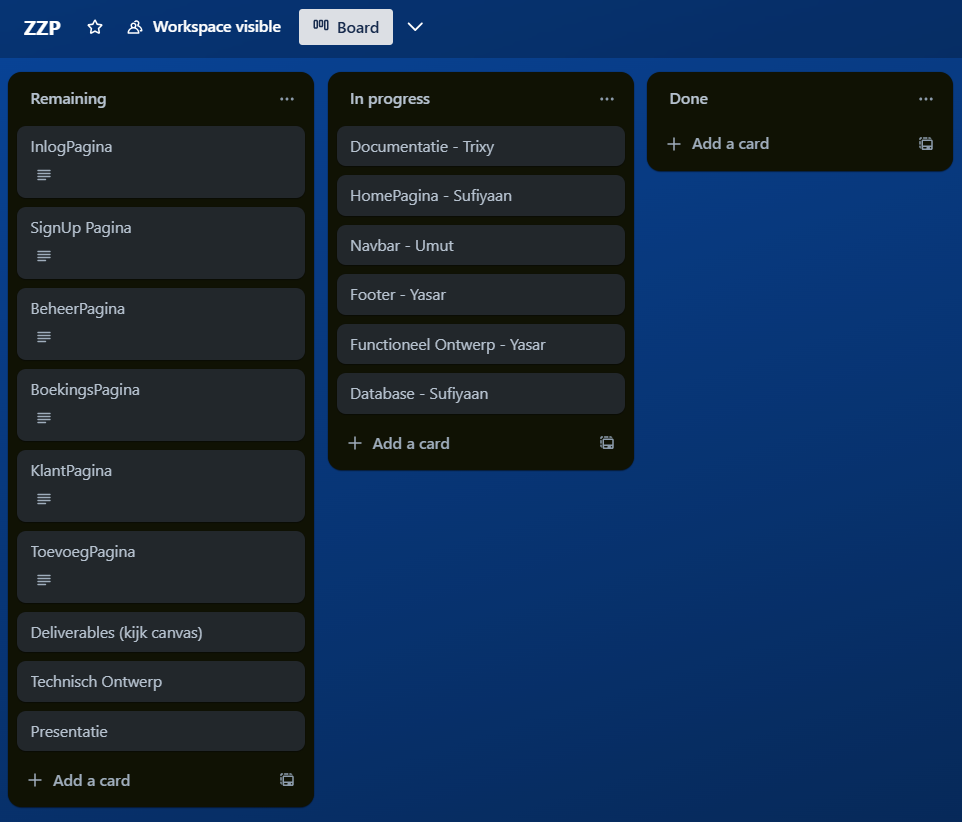 ZZP
Workspace visible
Board
Remaining
InlogPagina
SignUp Pagina
BeheerPagina
BoekingsPagina
KlantPagina
ToevoegPagina
Deliverables (kijk canvas)
Technisch Ontwerp
Presentatie
Add a card
In progress
Documentatie - Trixy
HomePagina - Sufiyaan
Navbar - Umut
Footer - Yasar
Functioneel Ontwerp - Yasar
Database - Sufiyaan
Add a card
Done
Add a card